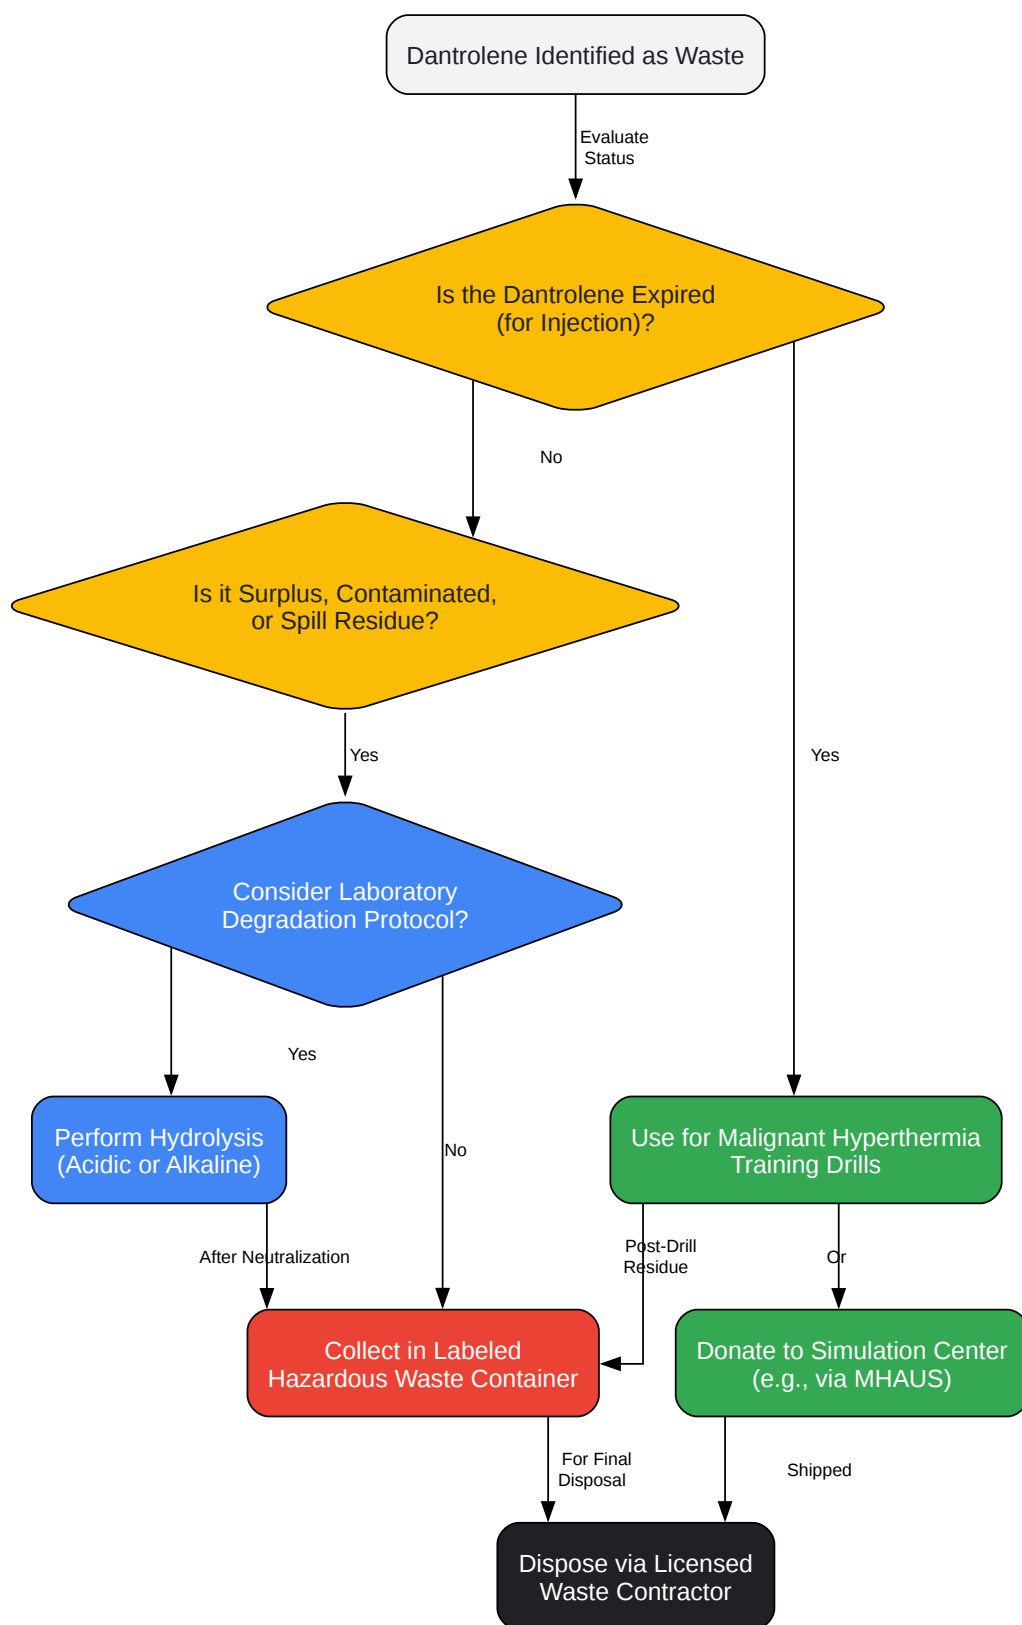 Dantrolene Identified as Waste
Evaluate
Status
Is the Dantrolene Expired
(for Injection)?
No
Is it Surplus, Contaminated,
or Spill Residue?
Yes
Yes
Consider Laboratory
Degradation Protocol?
Yes
Perform Hydrolysis
(Acidic or Alkaline)
No
Use for Malignant Hyperthermia
Training Drills
After Neutralization
Post-Drill
Residue
Or
Collect in Labeled
Hazardous Waste Container
Donate to Simulation Center
(e.g., via MHAUS)
For Final
Disposal
Shipped
Dispose via Licensed
Waste Contractor